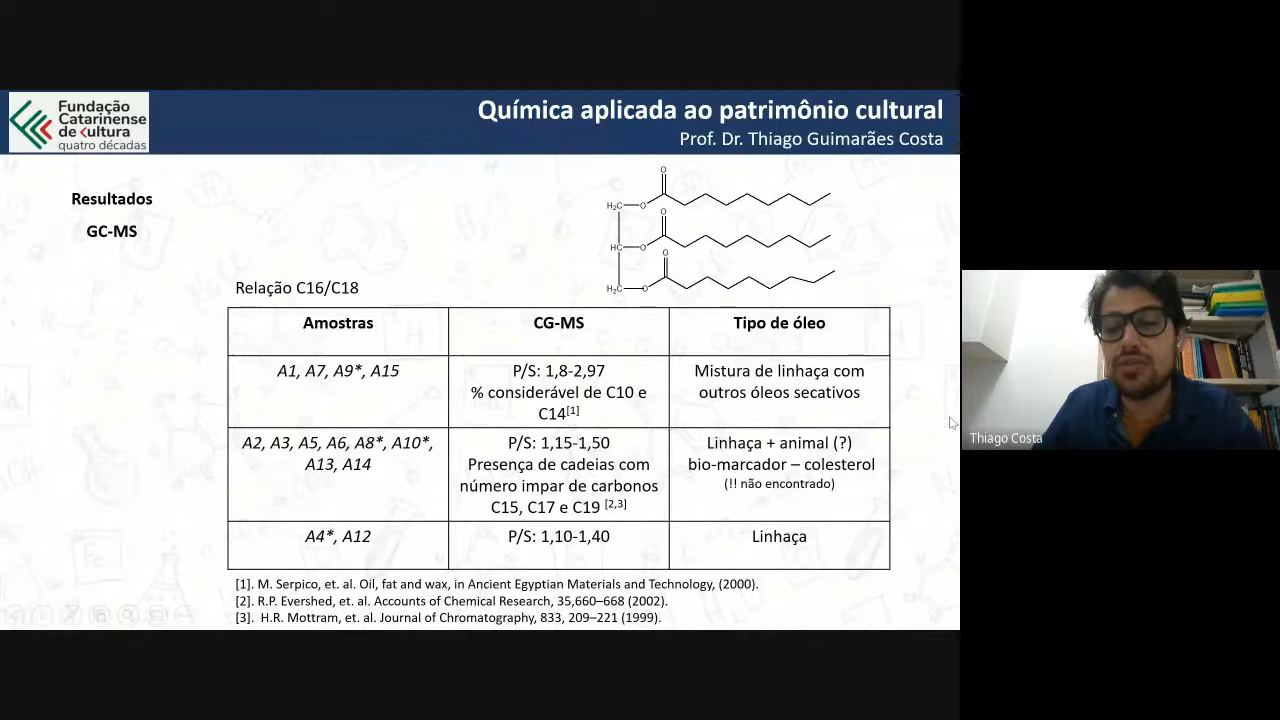 Fundação
Catarinense
de Cultura
quatro décadas
Química aplicada ao patrimônio cultural
Prof. Dr. Thiago Guimarães Costa
Resultados
GC-MS
O
H₂C
O
O
HC
O
O
H₂C
O
Relação C16/C18
Amostras
CG-MS
Tipo de óleo
A1, A7, A9*, A15
P/S: 1,8-2,97
% considerável de C10 e
C14[1]
Mistura de linhaça com
outros óleos secativos
A2, A3, A5, A6, A8*, A10*,
A13, A14
P/S: 1,15-1,50
Presença de cadeias com
número impar de carbonos
C15, C17 e C19 [2,3]
Linhaça + animal (?)
bio-marcador – colesterol
(!! não encontrado)
A4*, A12
P/S: 1,10-1,40
Linhaça
[1]. M. Serpico, et. al. Oil, fat and wax, in Ancient Egyptian Materials and Technology, (2000).
[2]. R.P. Evershed, et. al. Accounts of Chemical Research, 35,660–668 (2002).
[3]. H.R. Mottram, et. al. Journal of Chromatography, 833, 209–221 (1999).
Thiago Costa